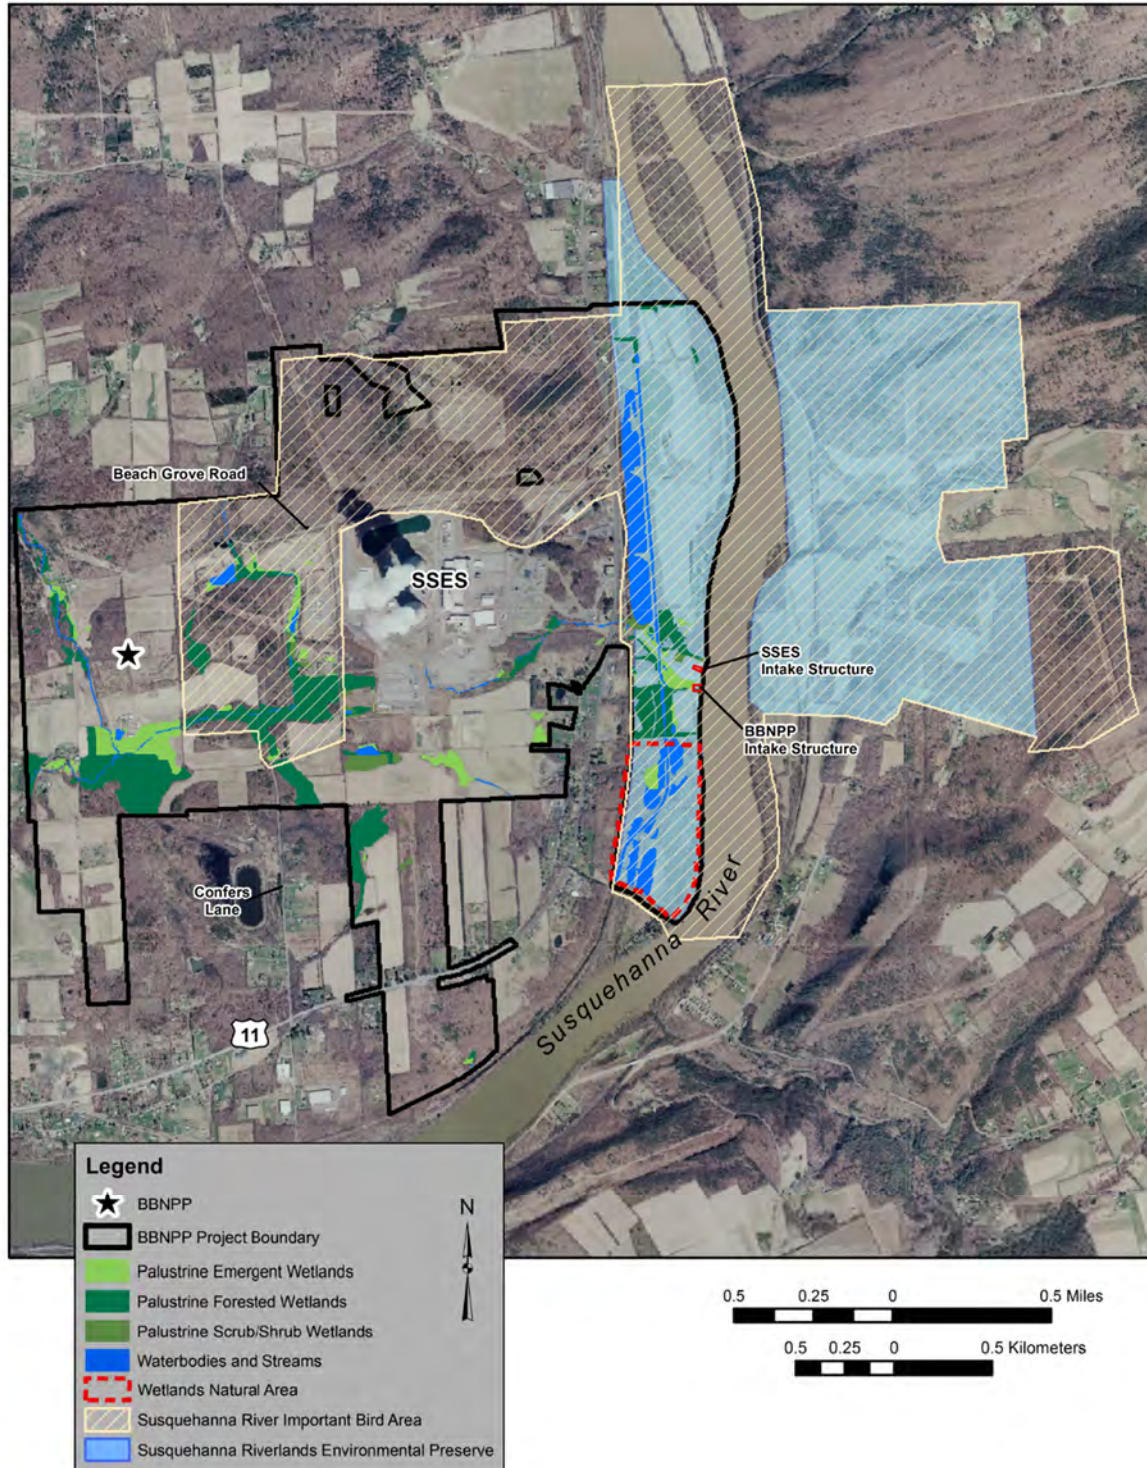 Beach Grove Road
SSES
SSES
Intake Structure
BBNPP
Intake Structure
Confers
Lane
Susquehanna River
11
Legend
BBNPP
BBNPP Project Boundary
Palustrine Emergent Wetlands
Palustrine Forested Wetlands
Palustrine Scrub/Shrub Wetlands
Waterbodies and Streams
Wetlands Natural Area
Susquehanna River Important Bird Area
Susquehanna Riverlands Environmental Preserve
N
0.5 0.25 0 0.5 Miles
0.5 0.25 0 0.5 Kilometers